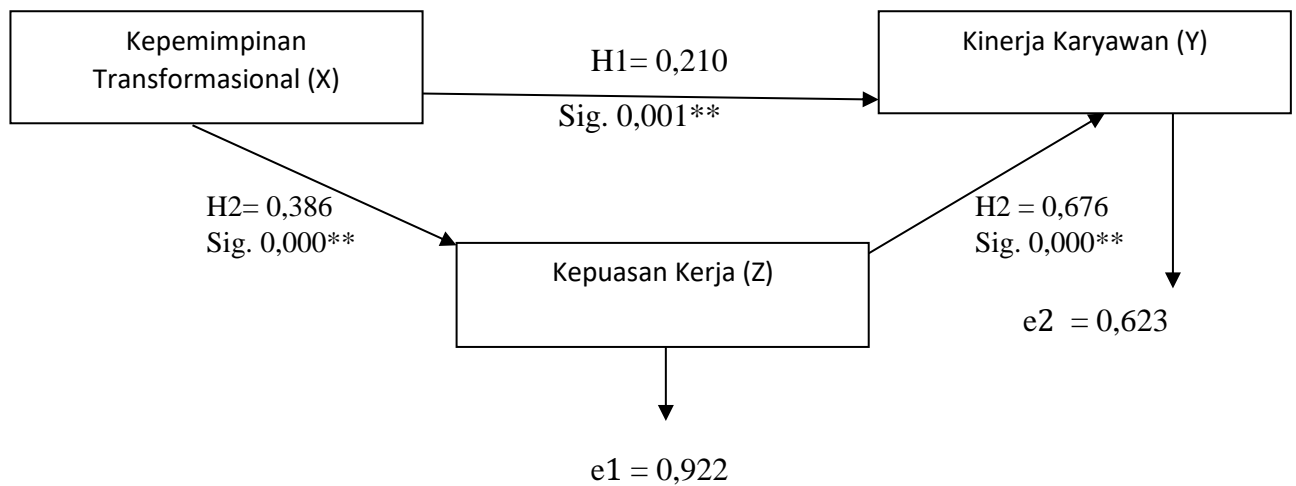 Kepemimpinan
Transformasional (X)
H1= 0,210
Sig. 0,001**
Kinerja Karyawan (Y)
H2= 0,386
Sig. 0,000**
Kepuasan Kerja (Z)
H2 = 0,676
Sig. 0,000**
e2 = 0,623
e1 = 0,922